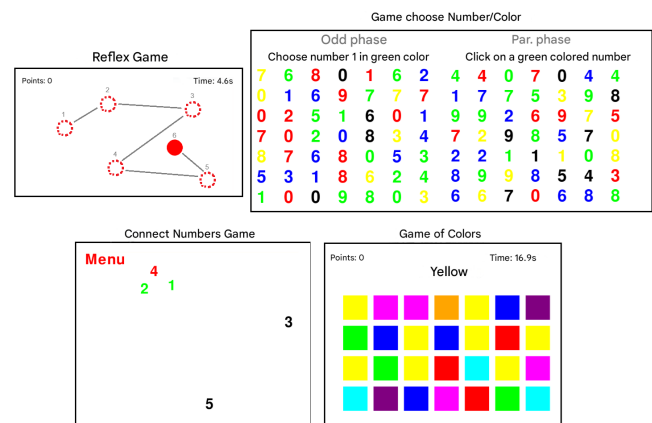 Game choose Number/Color
Odd phase
Par. phase
Choose number 1 in green color
Click on a green colored number
7 6 8 0 1 6 2 4 4 0 7 0 4 4
0 1 6 9 7 7 7 1 7 7 5 3 9 8
0 2 5 1 6 0 1 9 9 2 6 9 7 5
7 0 2 0 8 3 4 7 2 9 8 5 7 0
8 7 6 8 0 5 3 2 2 1 1 1 0 8
5 3 1 8 6 2 4 8 9 9 8 5 4 3
1 0 0 9 8 0 3 6 6 7 0 6 8 8
Reflex Game
Points: 0
Time: 4.6s
1
2
3
4
5
6
Connect Numbers Game
Menu
4
2 1
3
5
Game of Colors
Points: 0
Time: 16.9s
Yellow